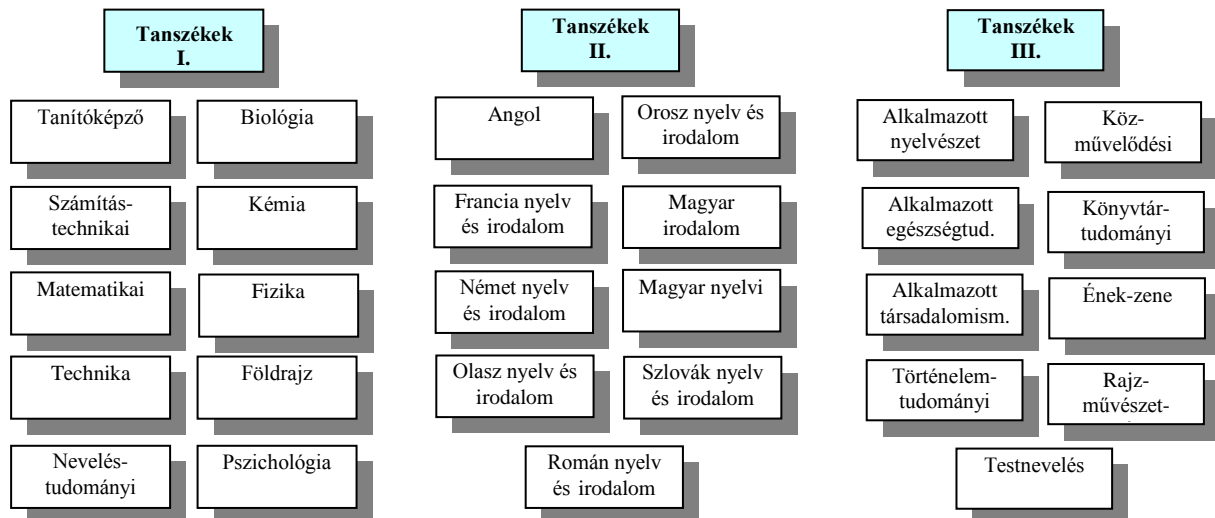 Tanszékek
I.
Tanítóképző
Biológia
Számítás-
technikai
Kémia
Matematikai
Fizika
Technika
Földrajz
Nevelés-
tudományi
Pszichológia
Tanszékek
II.
Angol
Orosz nyelv és
irodalom
Francia nyelv
és irodalom
Magyar
irodalom
Német nyelv
és irodalom
Magyar nyelvi
Olasz nyelv és
irodalom
Szlovák nyelv
és irodalom
Román nyelv
és irodalom
Tanszékek
III.
Alkalmazott
nyelvészet
Köz-
művelődési
Alkalmazott
egészségtud.
Könyvtár-
tudományi
Alkalmazott
társadalomism.
Ének-zene
Történelem-
tudományi
Rajz-
művészet-
Testnevelés